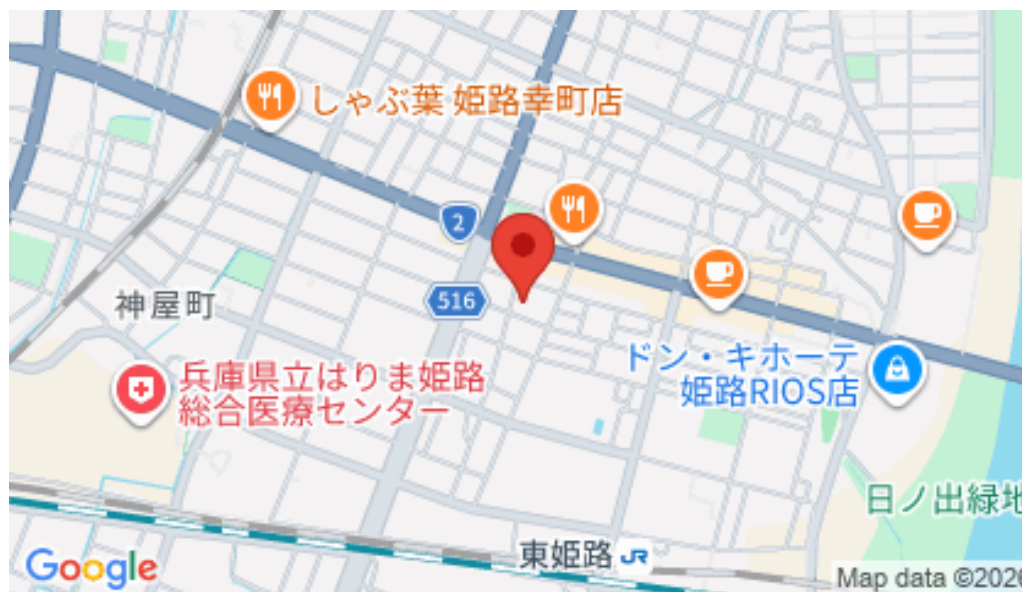 しゃぶ葉 姫路幸町店
2
516
神屋町
兵庫県立はりま姫路
総合医療センター
ドン・キホーテ
姫路RIOS店
日ノ出緑地
東姫路 JR
Google
Map data ©2026